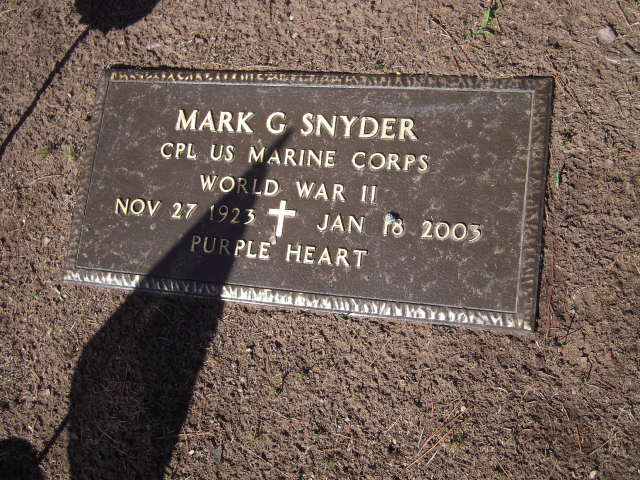 MARK G SNYDER
CPL US MARINE CORPS
WORLD WAR II
NOV 27 1923 JAN 18 2003
PURPLE HEART